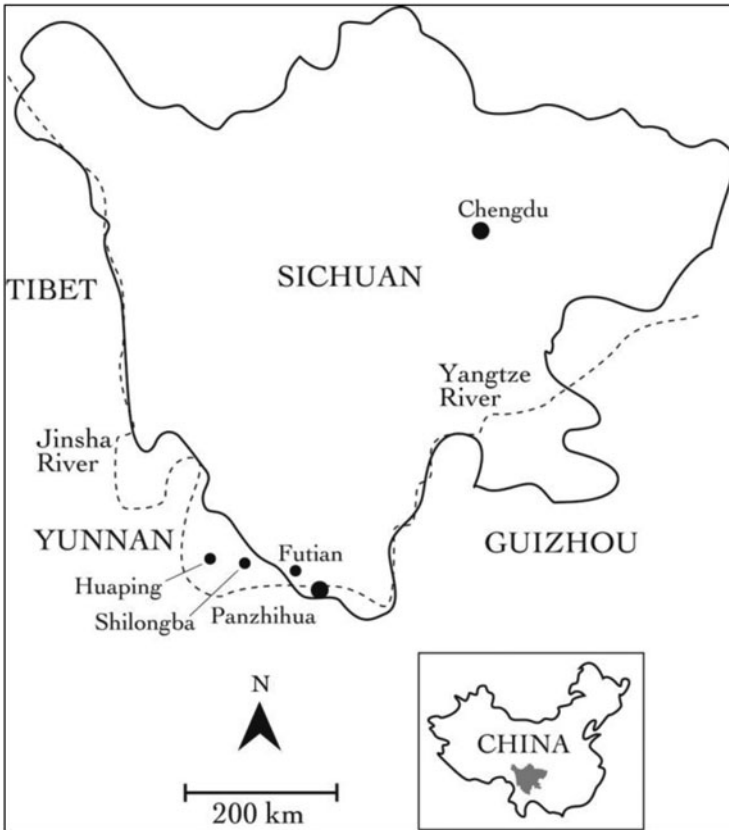 Chengdu
SICHUAN
TIBET
Yangtze
River
Jinsha
River
YUNNAN
Futian
GUIZHOU
Huaping
Shilongba
Panzhihua
N
CHINA
200 km